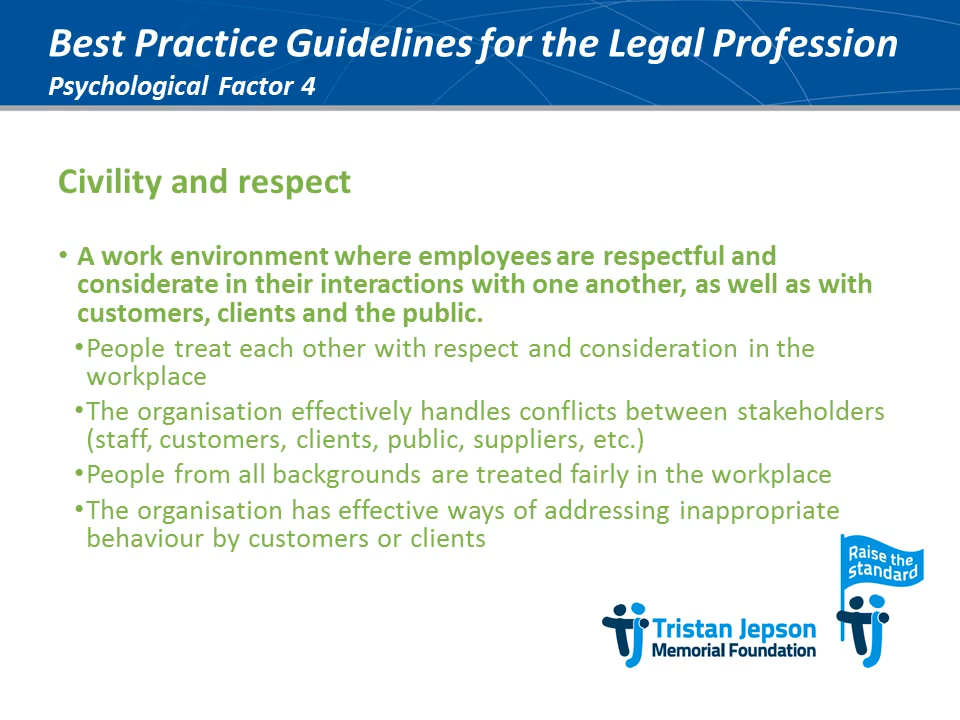 Best Practice Guidelines for the Legal Profession
Psychological Factor 4
Civility and respect
• A work environment where employees are respectful and
considerate in their interactions with one another, as well as with
customers, clients and the public.
•People treat each other with respect and consideration in the
workplace
•The organisation effectively handles conflicts between stakeholders
(staff, customers, clients, public, suppliers, etc.)
•People from all backgrounds are treated fairly in the workplace
•The organisation has effective ways of addressing inappropriate
behaviour by customers or clients
Raise the
standard
Tristan Jepson
Memorial Foundation